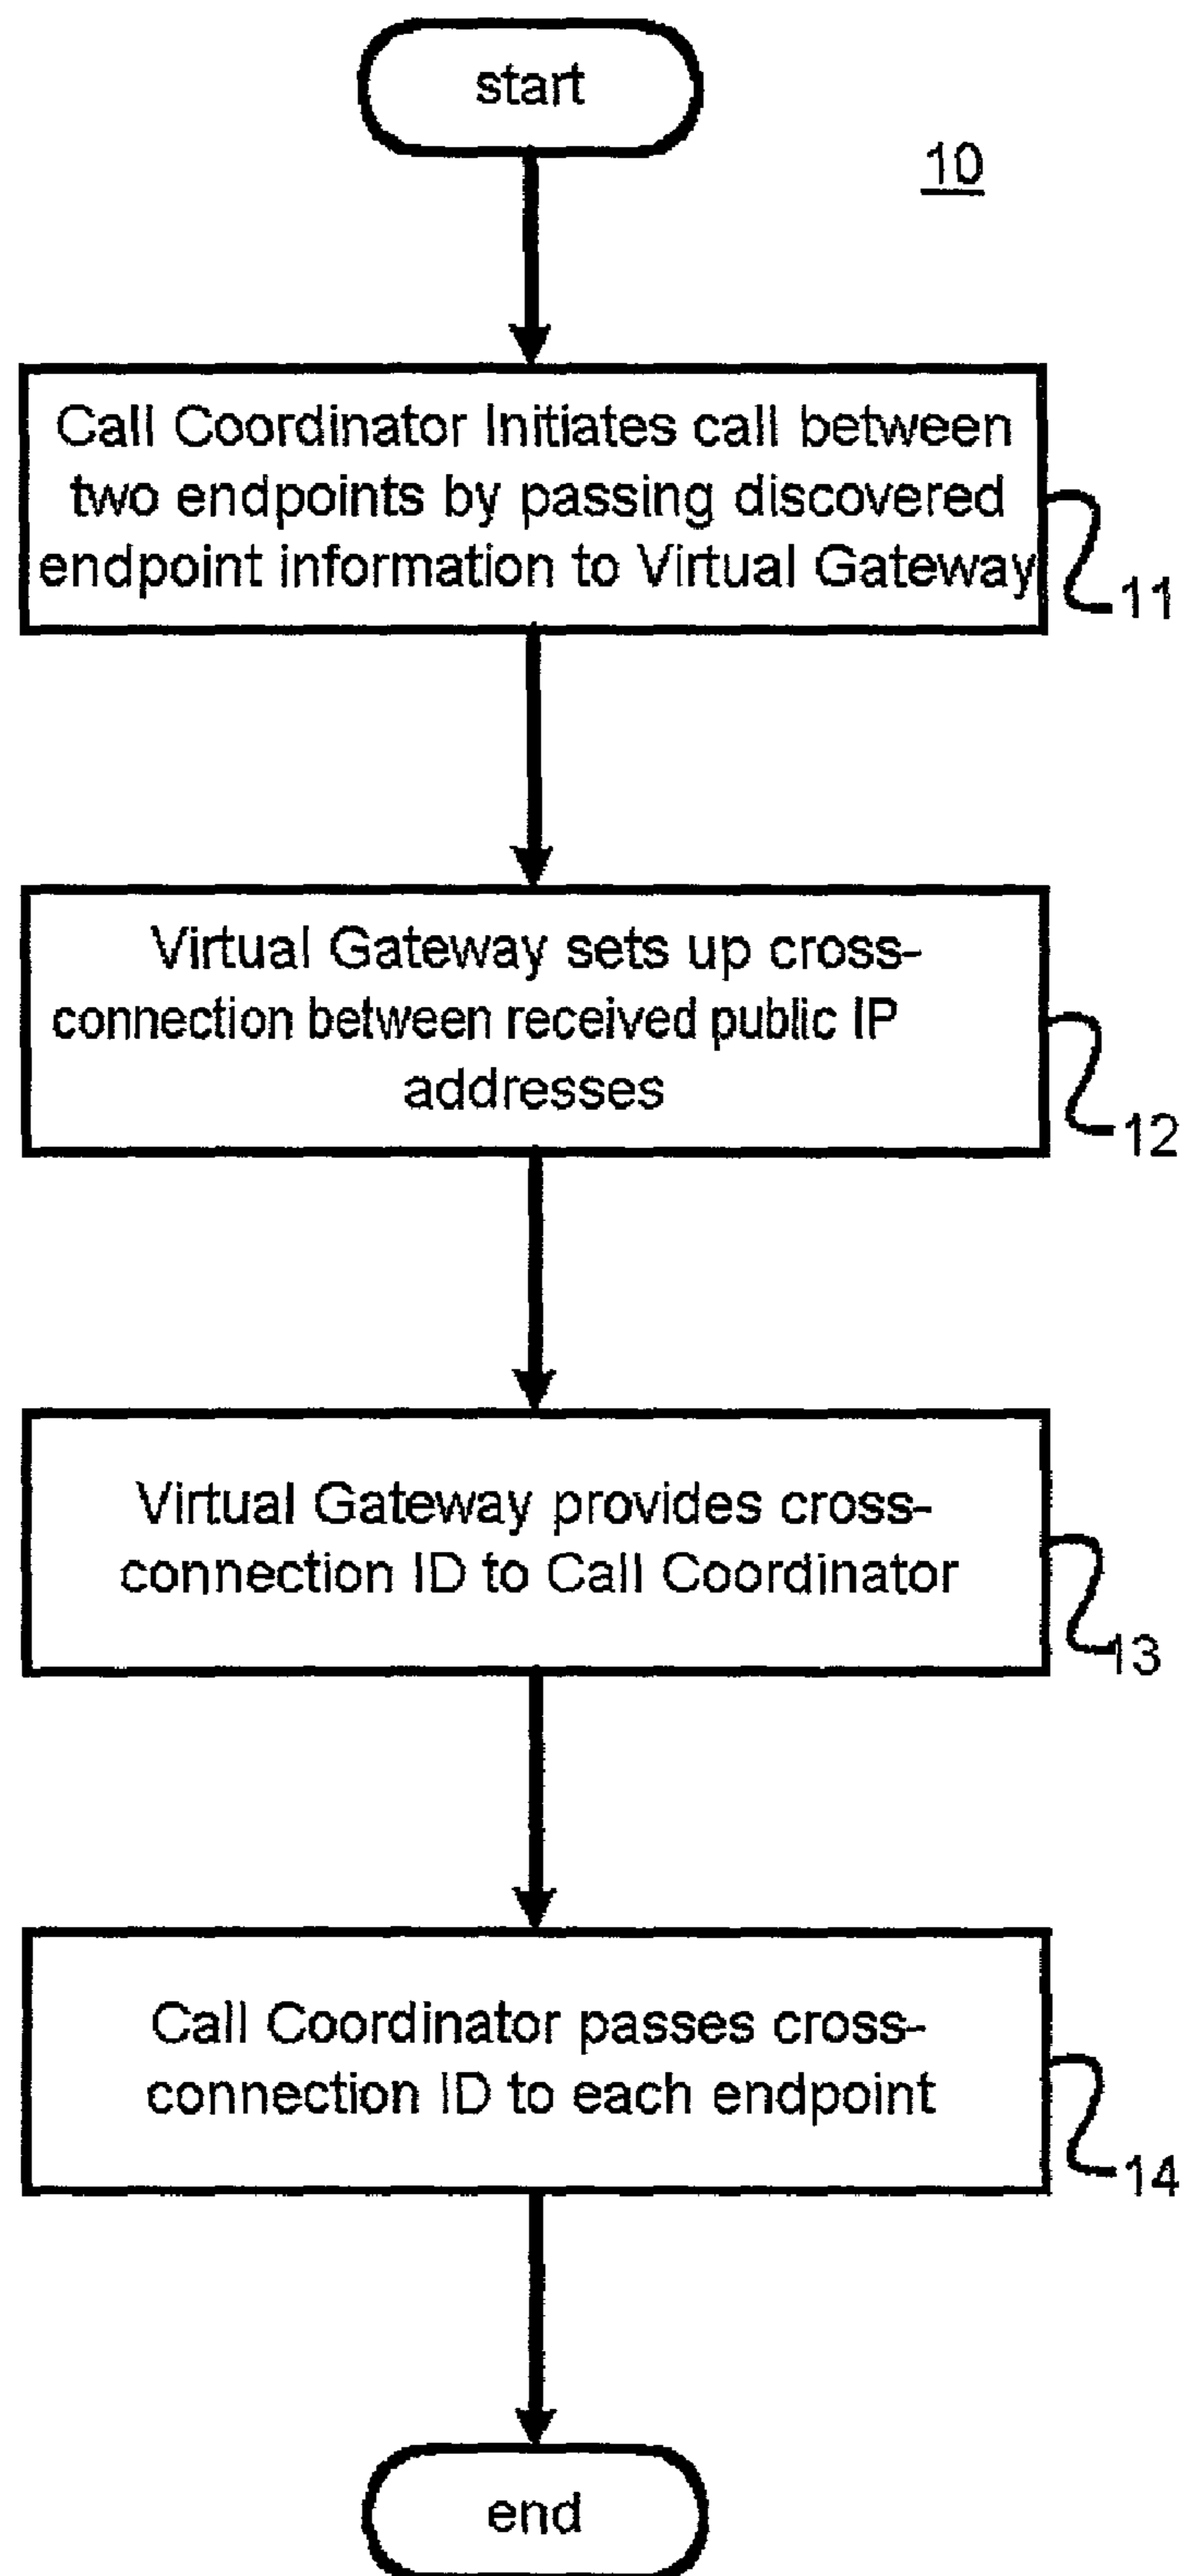 start
10
Call Coordinator Initiates call between
two endpoints by passing discovered
endpoint information to Virtual Gateway
11
Virtual Gateway sets up cross-
connection between received public IP
addresses
12
Virtual Gateway provides cross-
connection ID to Call Coordinator
13
Call Coordinator passes cross-
connection ID to each endpoint
14
end